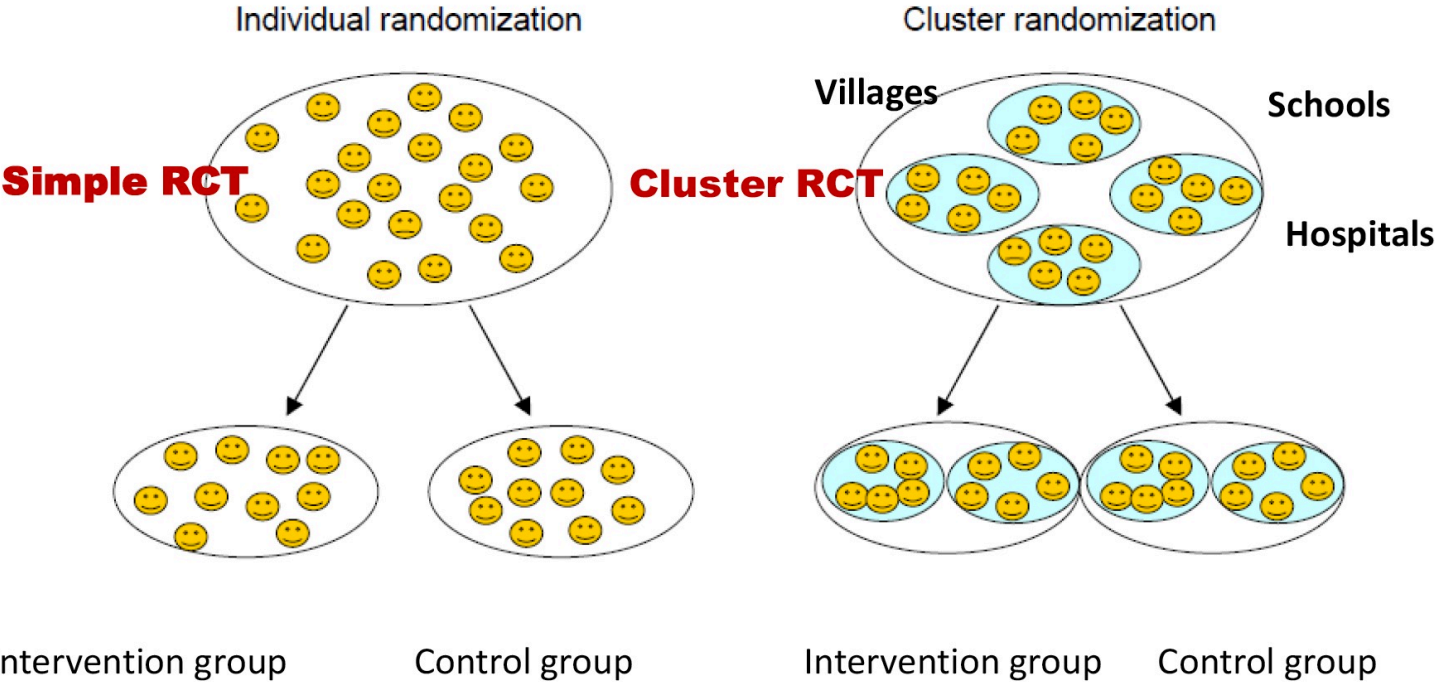 Individual randomization
Cluster randomization
Villages
Schools
Simple RCT
Cluster RCT
Hospitals
ntervention group
Control group
Intervention group
Control group